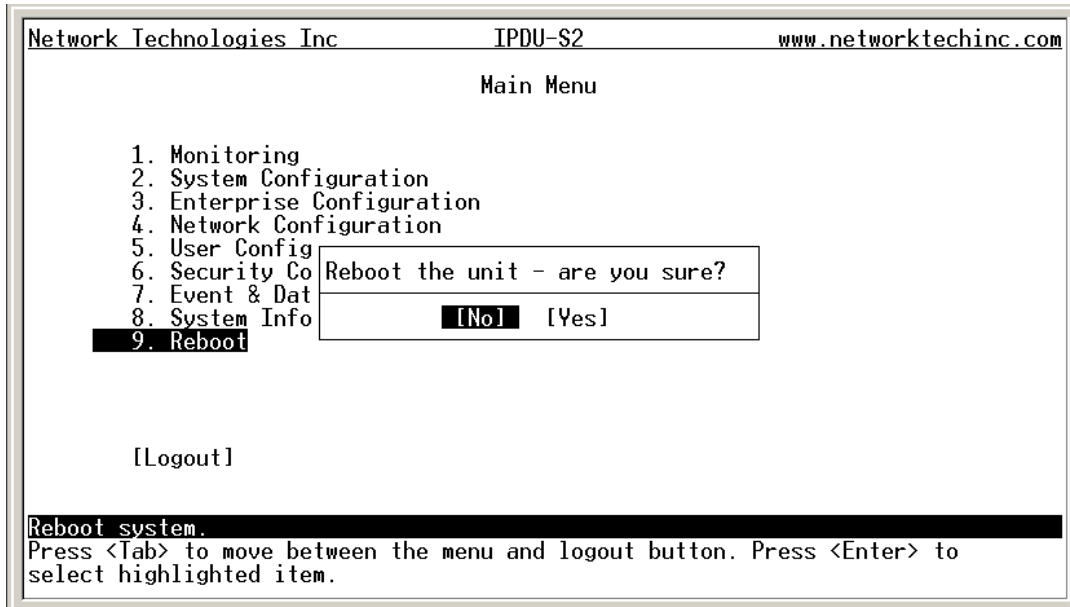 Network Technologies Inc IPDU-S2 www.networktechinc.com
Main Menu
1. Monitoring
2. System Configuration
3. Enterprise Configuration
4. Network Configuration
5. User Config
6. Security Co
7. Event & Dat
8. System Info
9. Reboot
Reboot the unit - are you sure?
[No] [Yes]
[Logout]
Reboot system.
Press <Tab> to move between the menu and logout button. Press <Enter> to
select highlighted item.